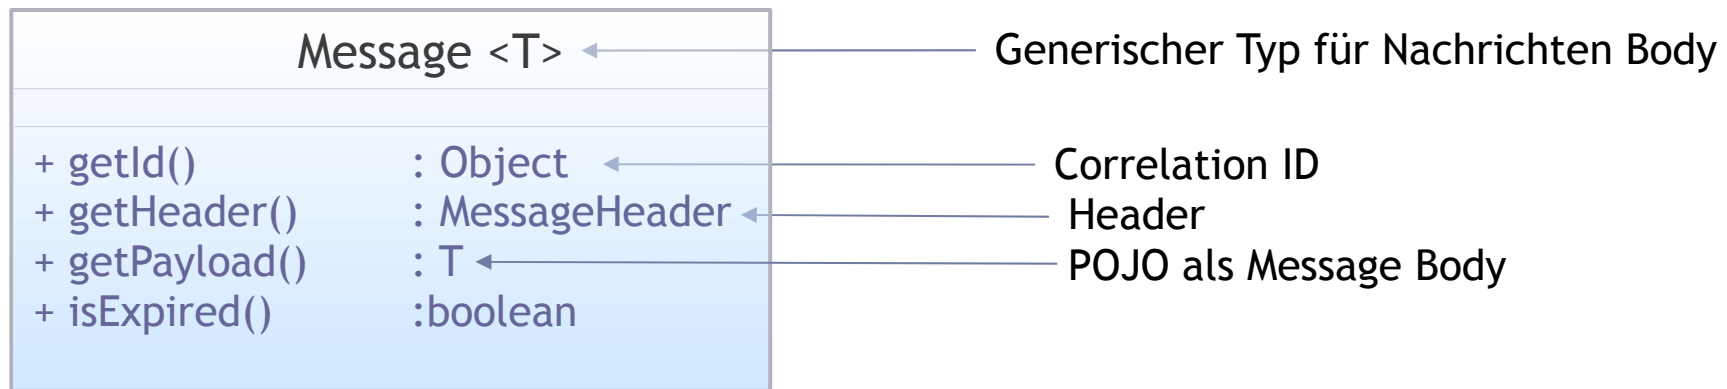 Message <T> Generischer Typ für Nachrichten Body
+ getId() : Object Correlation ID
+ getHeader() : MessageHeader Header
+ getPayload() : T POJO als Message Body
+ isExpired() :boolean